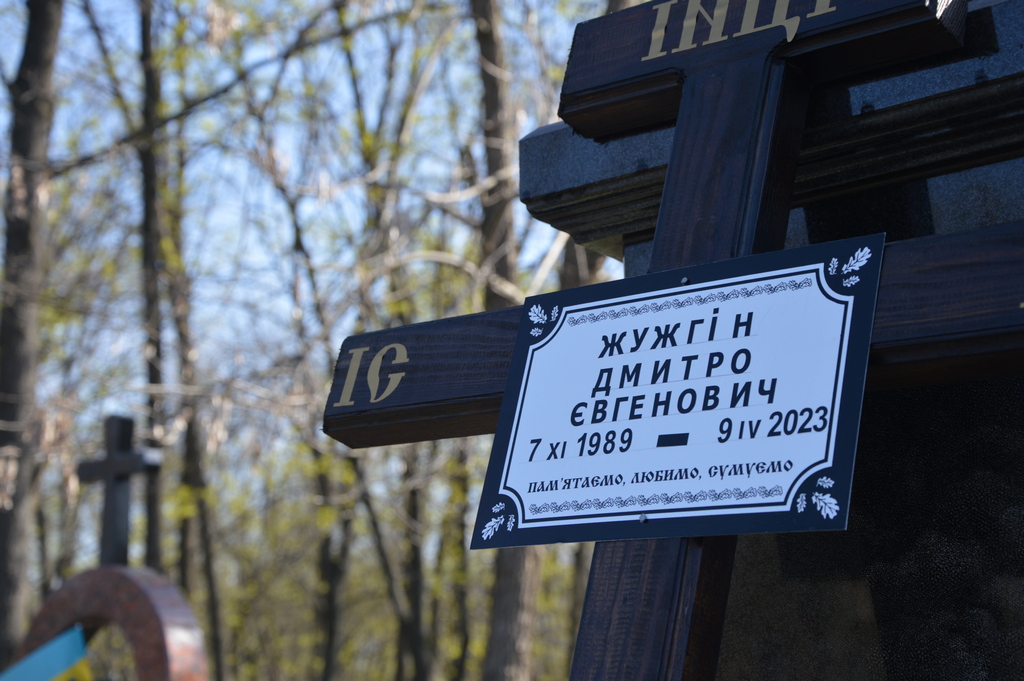 ІНЦІ
ІС
ЖУЖГІН
ДМИТРО
ЄВГЕНОВИЧ
7 XI 1989 – 9 IV 2023
ПАМ'ЯТАЄМО, ЛЮБИМО, СУМУЄМО